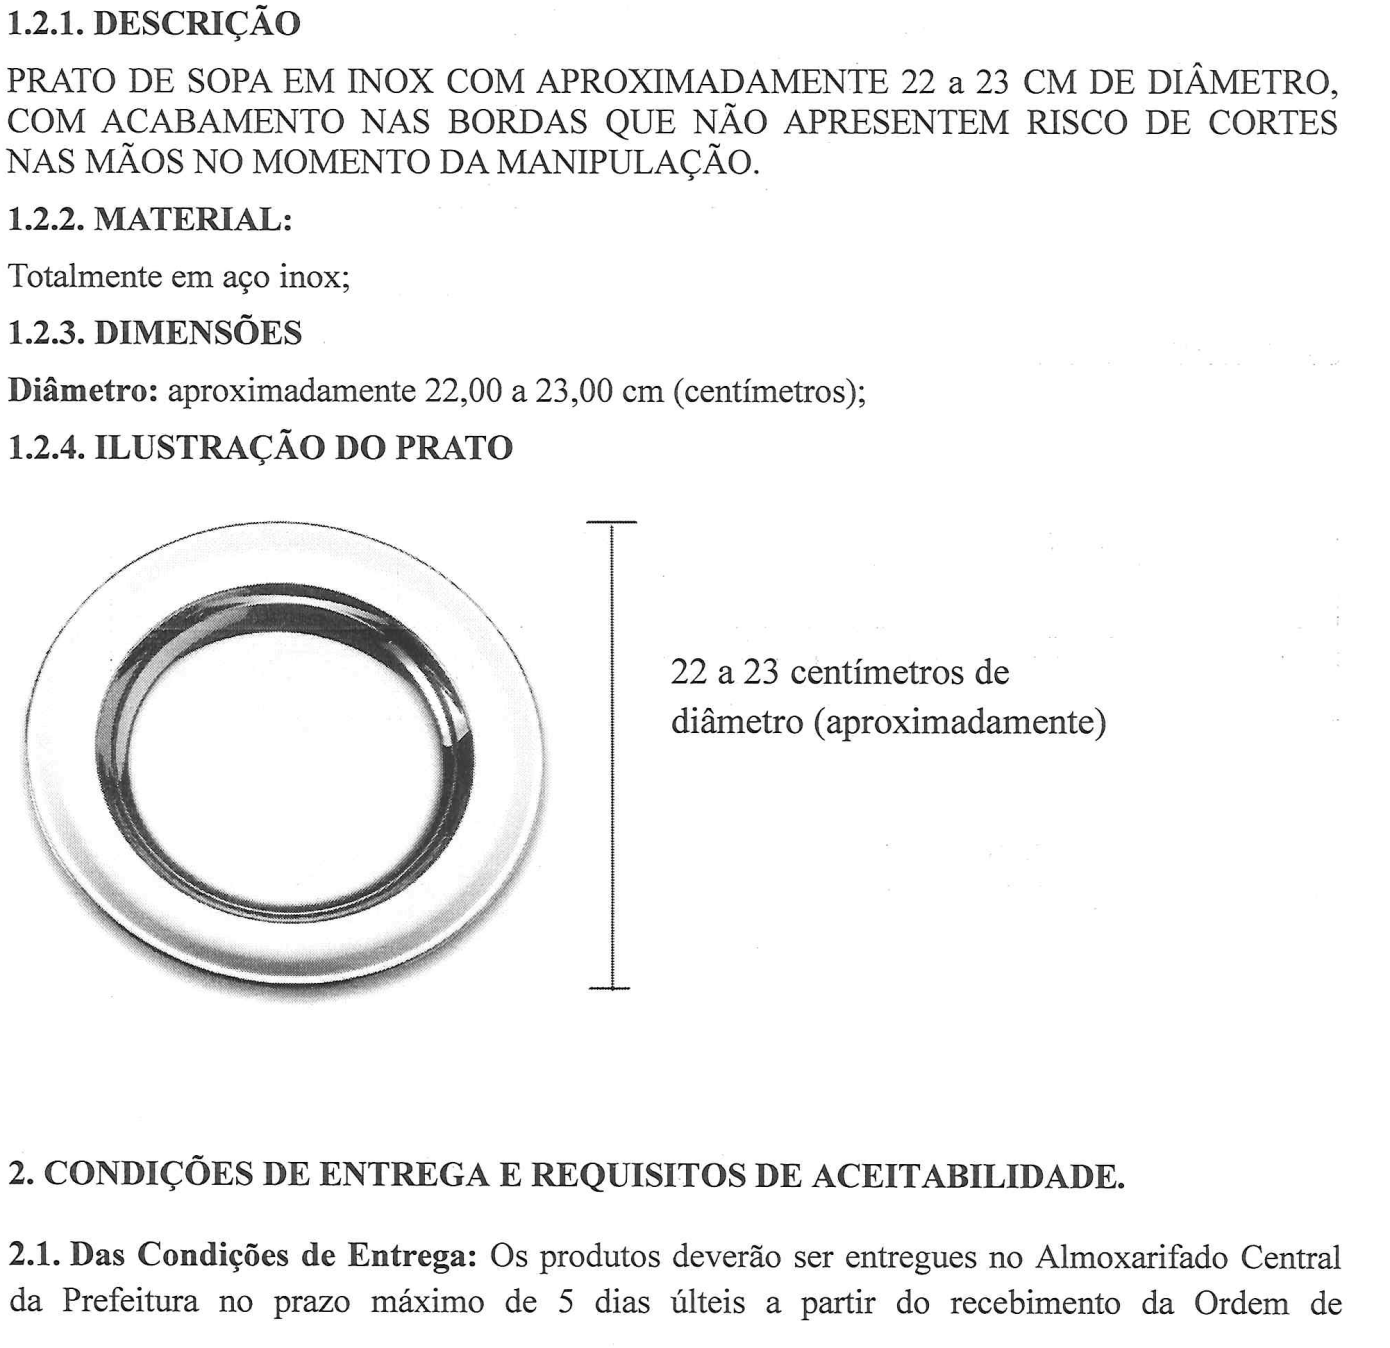 1.2.1. DESCRIÇÃO
PRATO DE SOPA EM INOX COM APROXIMADAMENTE 22 a 23 CM DE DIÂMETRO,
COM ACABAMENTO NAS BORDAS QUE NÃO APRESENTEM RISCO DE CORTES
NAS MÃOS NO MOMENTO DA MANIPULAÇÃO.
1.2.2. MATERIAL:
Totalmente em aço inox;
1.2.3. DIMENSÕES
Diâmetro: aproximadamente 22,00 a 23,00 cm (centímetros);
1.2.4. ILUSTRAÇÃO DO PRATO
22 a 23 centímetros de
diâmetro (aproximadamente)
2. CONDIÇÕES DE ENTREGA E REQUISITOS DE ACEITABILIDADE.
2.1. Das Condições de Entrega: Os produtos deverão ser entregues no Almoxarifado Central
da Prefeitura no prazo máximo de 5 dias últeis a partir do recebimento da Ordem de